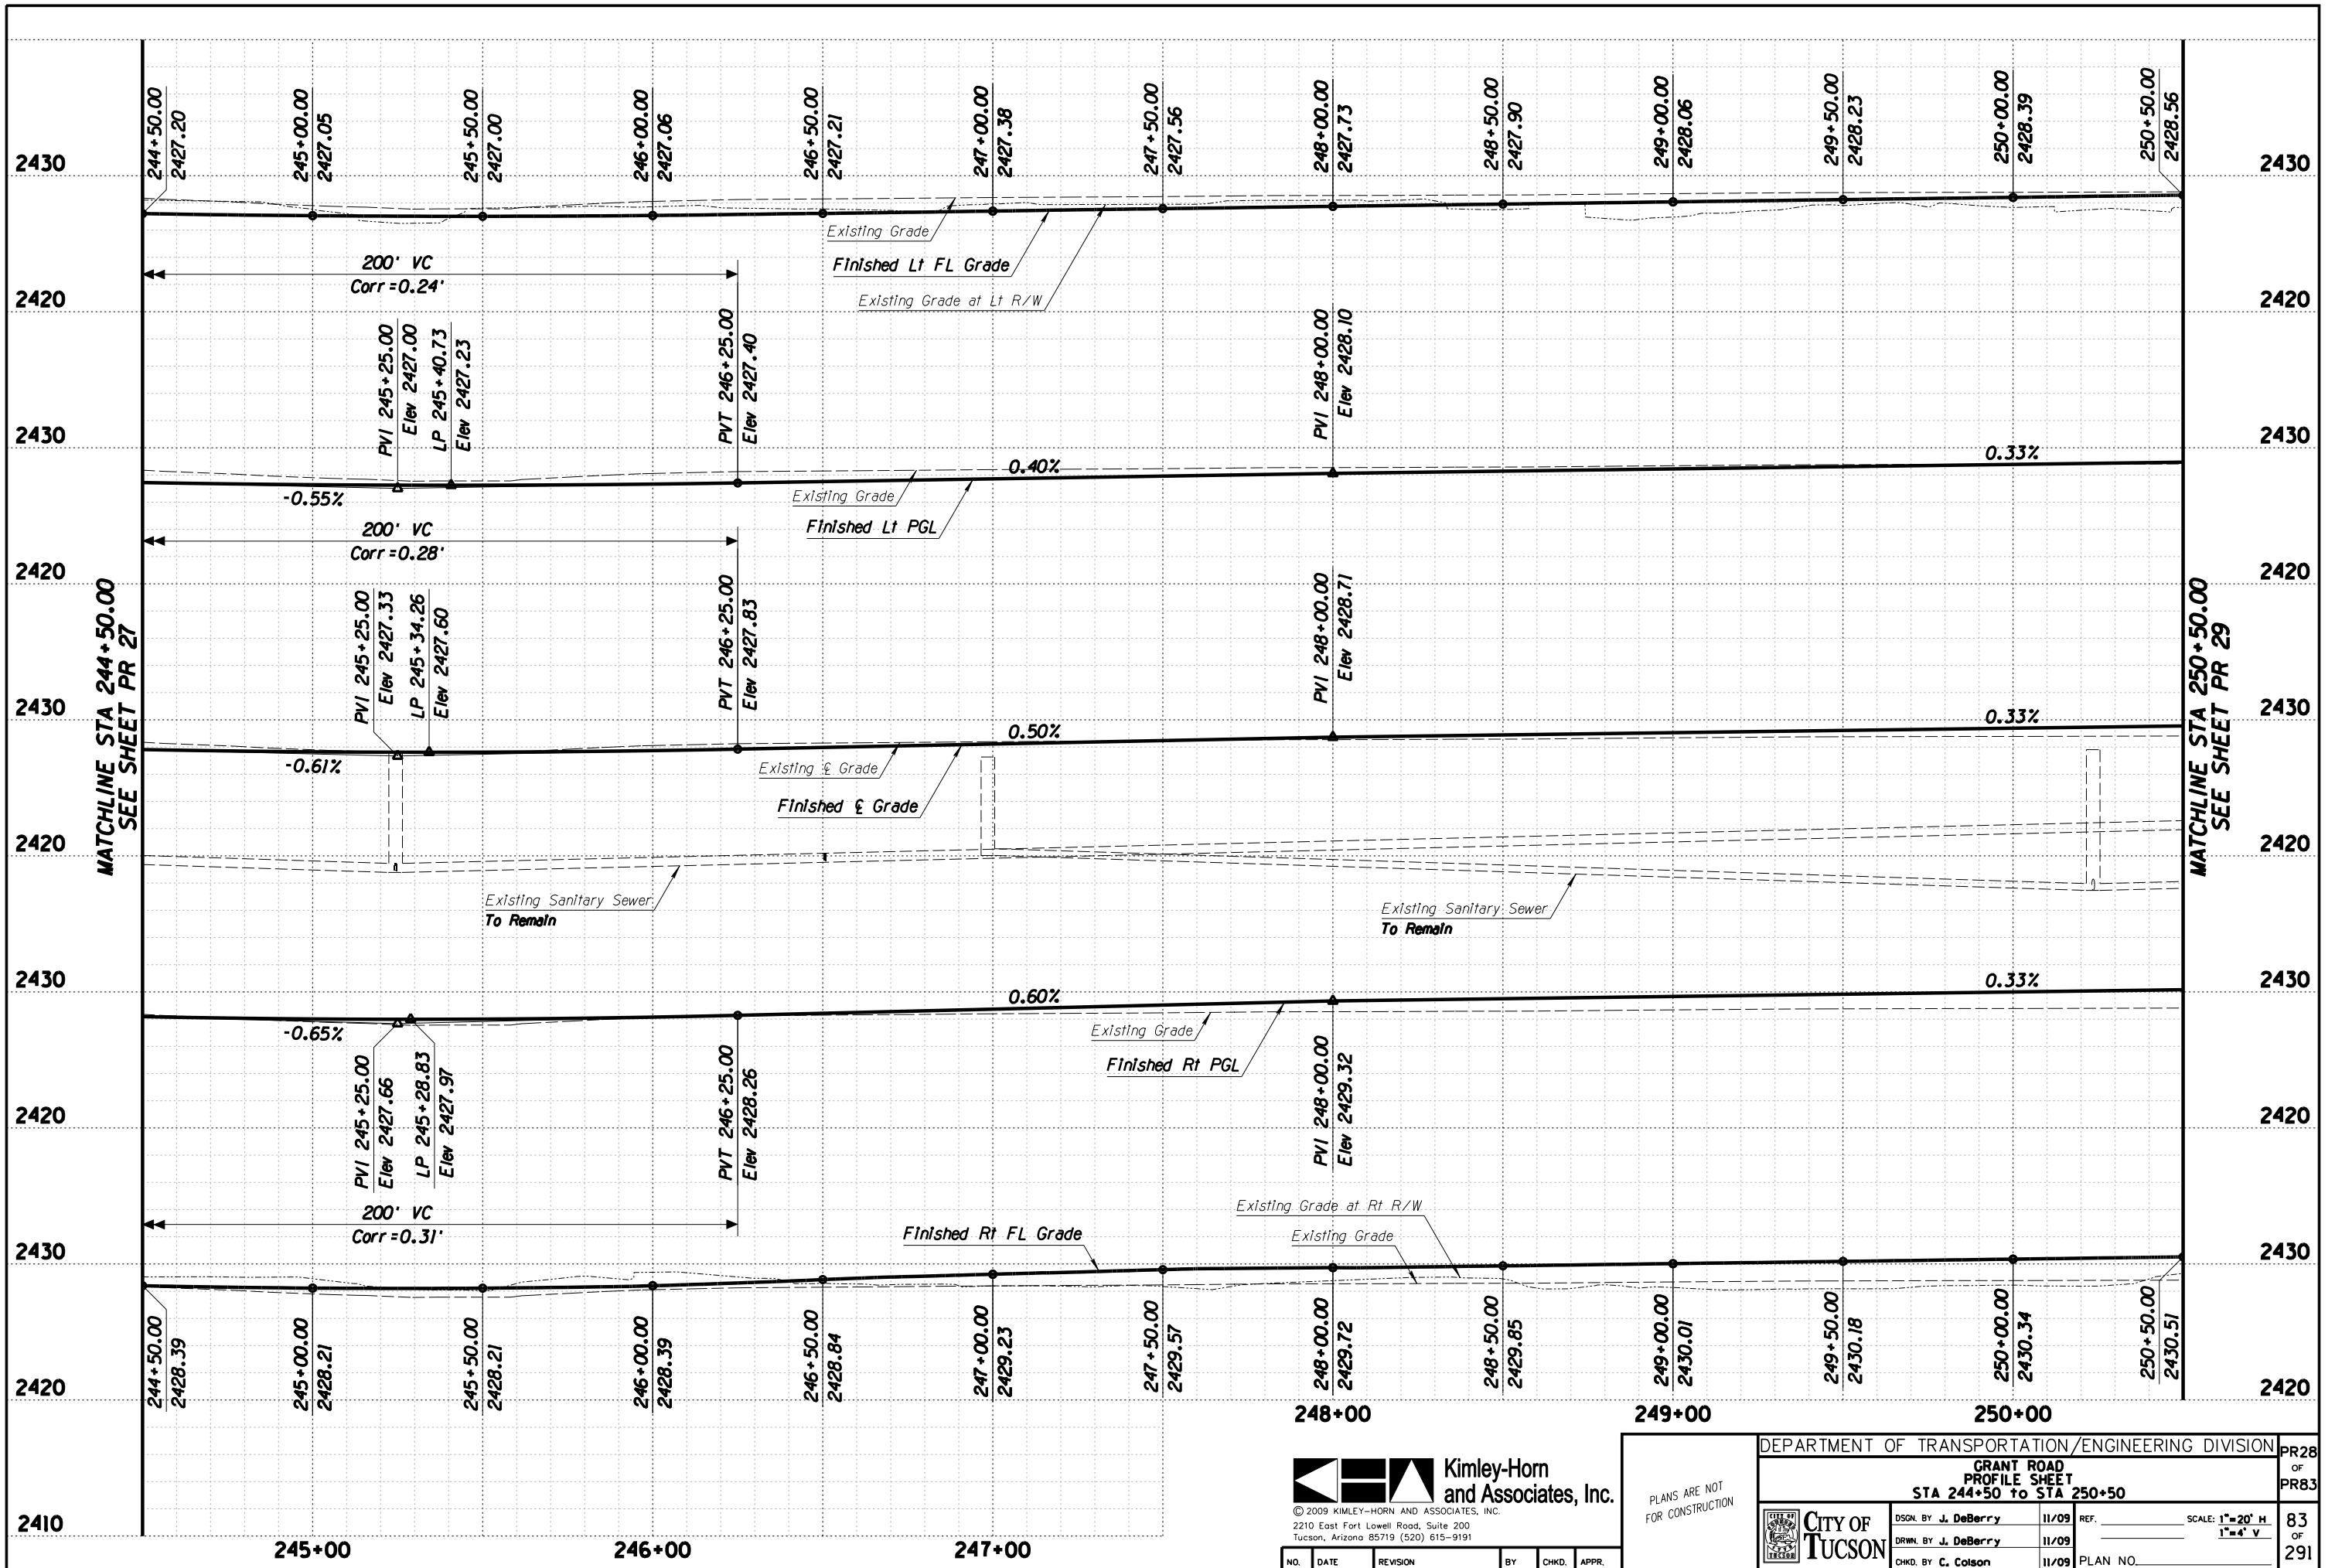 244+50.00
2427.20
245+00.00
2427.05
245+50.00
2427.00
246+00.00
2427.06
246+50.00
2427.21
247+00.00
2427.38
247+50.00
2427.56
248+00.00
2427.73
248+50.00
2427.90
249+00.00
2428.06
249+50.00
2428.23
250+00.00
2428.39
250+50.00
2428.56
2430 2430
Existing Grade
Finished Lt FL Grade
Existing Grade at Lt R/W
200' VC
Corr=0.24'
2420 2420
PVI 245+25.00
Elev 2427.00
LP 245+40.73
Elev 2427.23
PVT 246+25.00
Elev 2427.40
PVI 248+00.00
Elev 2428.10
2430 2430
-0.55%
0.40%
0.33%
Existing Grade
Finished Lt PGL
200' VC
Corr=0.28'
2420 2420
MATCHLINE STA 244+50.00
SEE SHEET PR 27
PVI 245+25.00
Elev 2427.33
LP 245+34.26
Elev 2427.60
PVT 246+25.00
Elev 2427.83
PVI 248+00.00
Elev 2428.71
MATCHLINE STA 250+50.00
SEE SHEET PR 29
2430 2430
-0.61%
0.50%
0.33%
Existing ℄ Grade
Finished ℄ Grade
2420 2420
Existing Sanitary Sewer
To Remain
Existing Sanitary Sewer
To Remain
2430 2430
-0.65%
0.60%
0.33%
Existing Grade
Finished Rt PGL
PVI 245+25.00
Elev 2427.66
LP 245+28.83
Elev 2427.97
PVT 246+25.00
Elev 2428.26
PVI 248+00.00
Elev 2429.32
2420 2420
200' VC
Corr=0.31'
Finished Rt FL Grade
Existing Grade at Rt R/W
Existing Grade
2430 2430
244+50.00
2428.39
245+00.00
2428.21
245+50.00
2428.21
246+00.00
2428.39
246+50.00
2428.84
247+00.00
2429.23
247+50.00
2429.57
248+00.00
2429.72
248+50.00
2429.85
249+00.00
2430.01
249+50.00
2430.18
250+00.00
2430.34
250+50.00
2430.51
2420 2420
248+00 249+00 250+00
2410
245+00 246+00 247+00
Kimley-Horn
and Associates, Inc.
© 2009 KIMLEY-HORN AND ASSOCIATES, INC.
2210 East Fort Lowell Road, Suite 200
Tucson, Arizona 85719 (520) 615-9191
NO. DATE REVISION BY CHKD. APPR.
PLANS ARE NOT
FOR CONSTRUCTION
DEPARTMENT OF TRANSPORTATION/ENGINEERING DIVISION
GRANT ROAD
PROFILE SHEET
STA 244+50 to STA 250+50
PR28
OF
PR83
CITY OF
TUCSON
CITY OF
TUCSON
DSGN. BY J. DeBerry 11/09
DRWN. BY J. DeBerry 11/09
CHKD. BY C. Colson 11/09
REF.
SCALE: 1"=20' H
1"=4' V
PLAN NO.
83
OF
291